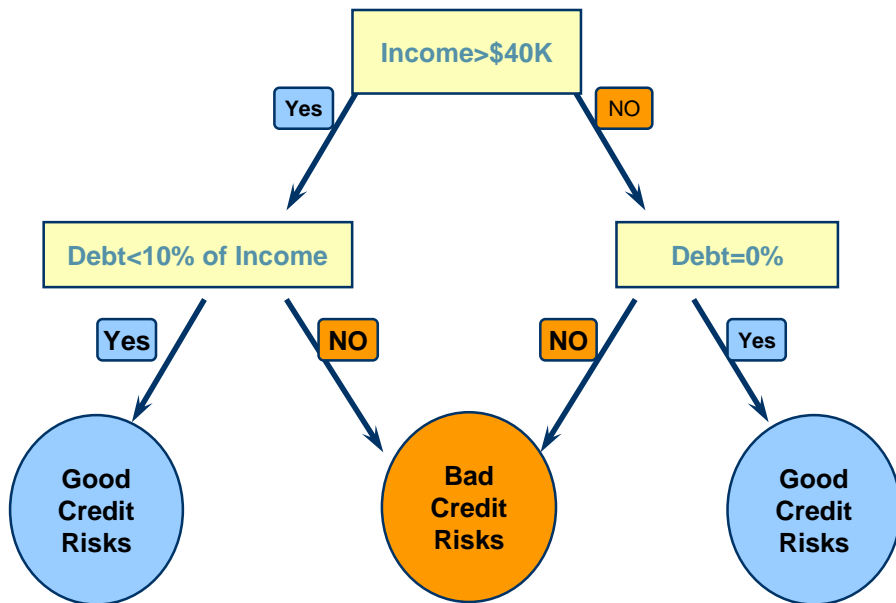 Income>$40K
Yes
NO
Debt<10% of Income
Debt=0%
Yes
NO
NO
Yes
Good
Credit
Risks
Bad
Credit
Risks
Good
Credit
Risks